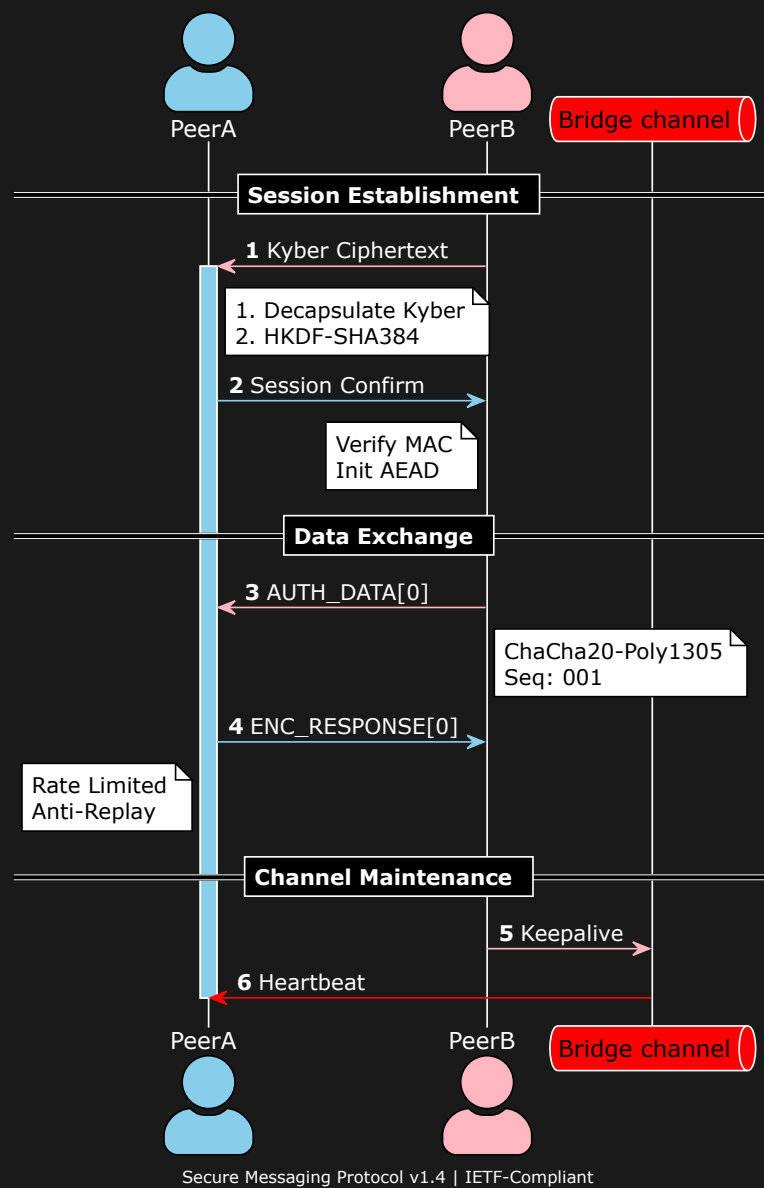 PeerA
PeerB
Bridge channel
Session Establishment
1 Kyber Ciphertext
1. Decapsulate Kyber
2. HKDF-SHA384
2 Session Confirm
Verify MAC
Init AEAD
Data Exchange
3 AUTH_DATA[0]
ChaCha20-Poly1305
Seq: 001
4 ENC_RESPONSE[0]
Rate Limited
Anti-Replay
Channel Maintenance
5 Keepalive
6 Heartbeat
PeerA
PeerB
Bridge channel
Secure Messaging Protocol v1.4 | IETF-Compliant